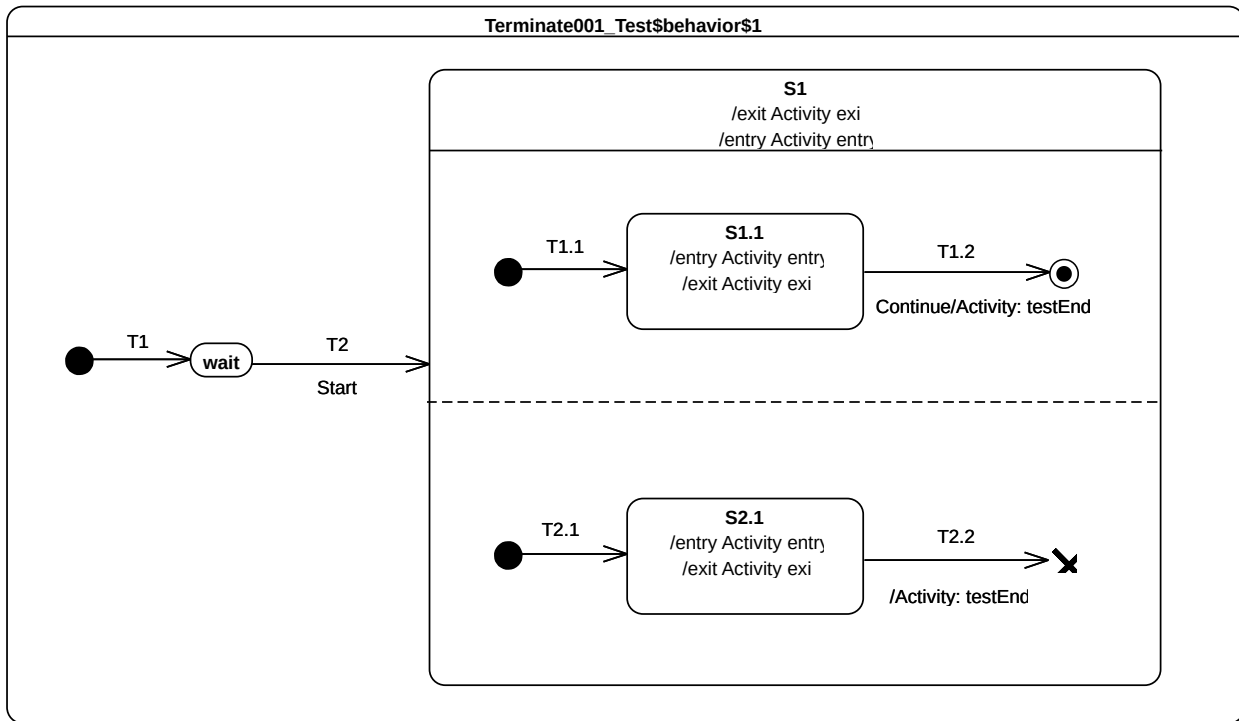 Terminate001_Test$behavior$1
S1
/exit Activity exi
/entry Activity entry
T1.1
S1.1
/entry Activity entry
/exit Activity exi
T1.2
Continue/Activity: testEnd
T1
wait
T2
Start
T2.1
S2.1
/entry Activity entry
/exit Activity exi
T2.2
/Activity: testEnd